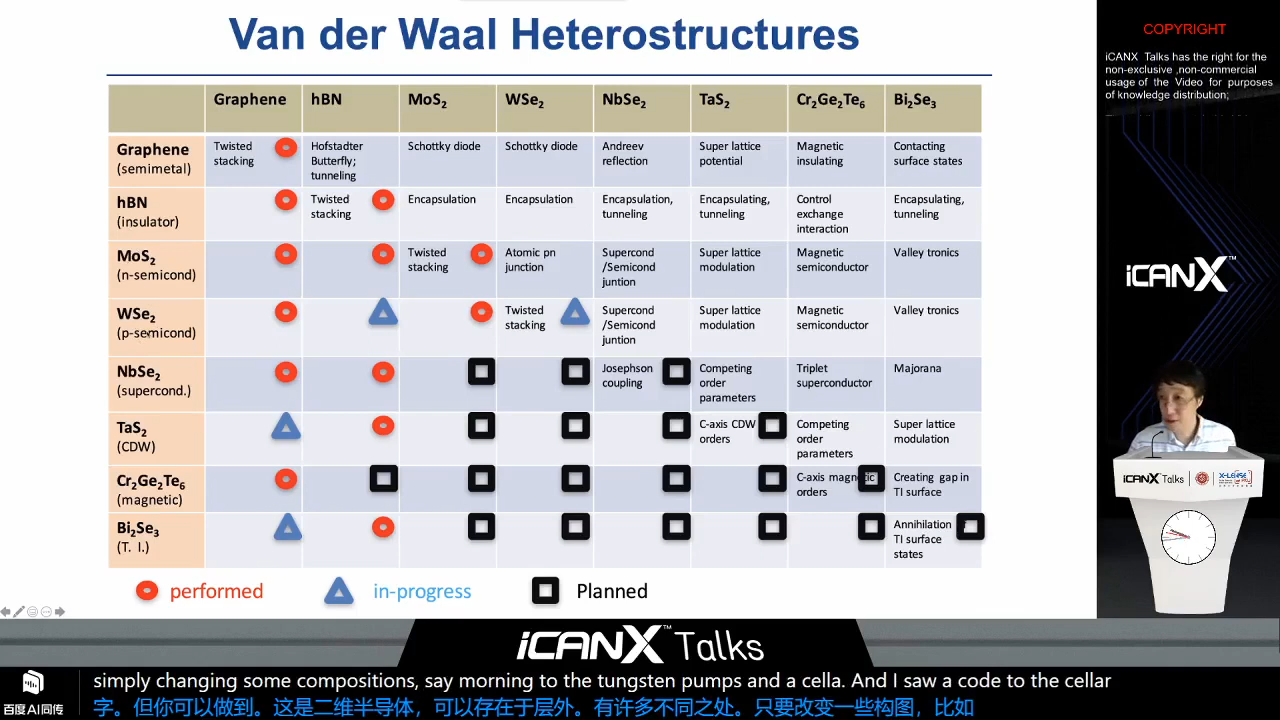 Van der Waal Heterostructures
COPYRIGHT
iCANX Talks has the right for the
non-exclusive ,non-commercial
usage of the Video for purposes
of knowledge distribution;
Graphene hBN MoS₂ WSe₂ NbSe₂ TaS₂ Cr₂Ge₂Te₆ Bi₂Se₃
Graphene
(semimetal)
Twisted
stacking
Hofstadter
Butterfly;
tunneling
Schottky diode
Schottky diode
Andreev
reflection
Super lattice
potential
Magnetic
insulating
Contacting
surface states
hBN
(insulator)
Twisted
stacking
Encapsulation
Encapsulation
Encapsulation,
tunneling
Encapsulating,
tunneling
Control
exchange
interaction
Encapsulating,
tunneling
MoS₂
(n-semicond)
Twisted
stacking
Atomic pn
junction
Supercond
/Semicond
juntion
Super lattice
modulation
Magnetic
semiconductor
Valley tronics
WSe₂
(p-semicond)
Twisted
stacking
Supercond
/Semicond
juntion
Super lattice
modulation
Magnetic
semiconductor
Valley tronics
NbSe₂
(supercond.)
Josephson
coupling
Competing
order
parameters
Triplet
superconductor
Majorana
TaS₂
(CDW)
C-axis CDW
orders
Competing
order
parameters
Super lattice
modulation
Cr₂Ge₂Te₆
(magnetic)
C-axis magnetic
orders
Creating gap in
TI surface
Bi₂Se₃
(T. I.)
Annihilation
TI surface
states
performed in-progress Planned
iCANX™
iCANX Talks
iCANX™ Talks
百度AI同传
simply changing some compositions, say morning to the tungsten pumps and a cella. And I saw a code to the cellar
字。但你可以做到。这是二维半导体，可以存在于层外。有许多不同之处。只要改变一些构图，比如